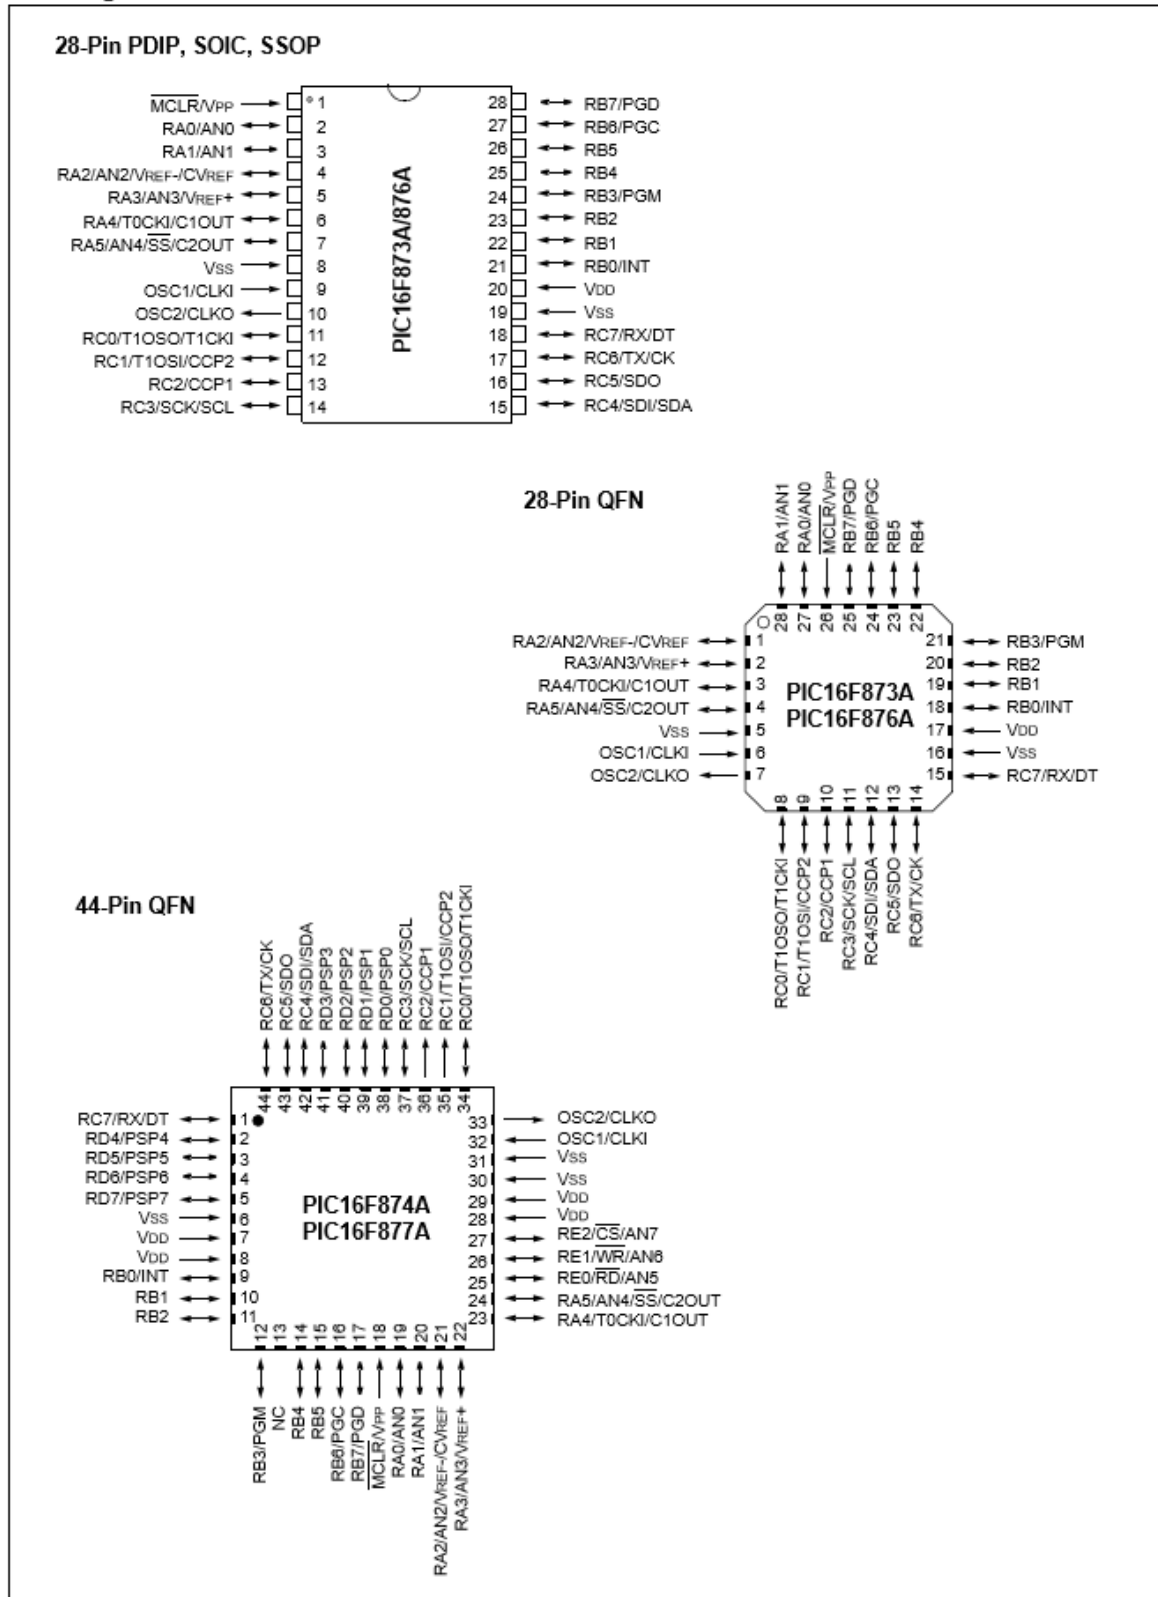 28-Pin PDIP, SOIC, SSOP
MCLR/VPP 1 28 RB7/PGD
RA0/AN0 2 27 RB6/PGC
RA1/AN1 3 26 RB5
RA2/AN2/VREF-/CVREF 4 25 RB4
RA3/AN3/VREF+ 5 24 RB3/PGM
RA4/T0CKI/C1OUT 6 23 RB2
RA5/AN4/SS/C2OUT 7 22 RB1
VSS 8 21 RB0/INT
OSC1/CLKI 9 20 VDD
OSC2/CLKO 10 19 VSS
RC0/T1OSO/T1CKI 11 18 RC7/RX/DT
RC1/T1OSI/CCP2 12 17 RC6/TX/CK
RC2/CCP1 13 16 RC5/SDO
RC3/SCK/SCL 14 15 RC4/SDI/SDA
PIC16F873A/876A
28-Pin QFN
RA1/AN1
RA0/AN0
MCLR/VPP
RB7/PGD
RB6/PGC
RB5
RB4
28 27 26 25 24 23 22
RA2/AN2/VREF-/CVREF 1 21 RB3/PGM
RA3/AN3/VREF+ 2 20 RB2
RA4/T0CKI/C1OUT 3 19 RB1
RA5/AN4/SS/C2OUT 4 18 RB0/INT
VSS 5 17 VDD
OSC1/CLKI 6 16 VSS
OSC2/CLKO 7 15 RC7/RX/DT
PIC16F873A
PIC16F876A
8 9 10 11 12 13 14
RC0/T1OSO/T1CKI
RC1/T1OSI/CCP2
RC2/CCP1
RC3/SCK/SCL
RC4/SDI/SDA
RC5/SDO
RC6/TX/CK
44-Pin QFN
RC6/TX/CK
RC5/SDO
RC4/SDI/SDA
RD3/PSP3
RD2/PSP2
RD1/PSP1
RD0/PSP0
RC3/SCK/SCL
RC2/CCP1
RC1/T1OSI/CCP2
RC0/T1OSO/T1CKI
44 43 42 41 40 39 38 37 36 35 34
RC7/RX/DT 1 33 OSC2/CLKO
RD4/PSP4 2 32 OSC1/CLKI
RD5/PSP5 3 31 VSS
RD6/PSP6 4 30 VSS
RD7/PSP7 5 29 VDD
VSS 6 28 VDD
VDD 7 27 RE2/CS/AN7
VDD 8 26 RE1/WR/AN6
RB0/INT 9 25 RE0/RD/AN5
RB1 10 24 RA5/AN4/SS/C2OUT
RB2 11 23 RA4/T0CKI/C1OUT
PIC16F874A
PIC16F877A
12 13 14 15 16 17 18 19 20 21 22
RB3/PGM
NC
RB4
RB5
RB6/PGC
RB7/PGD
MCLR/VPP
RA0/AN0
RA1/AN1
RA2/AN2/VREF-/CVREF
RA3/AN3/VREF+